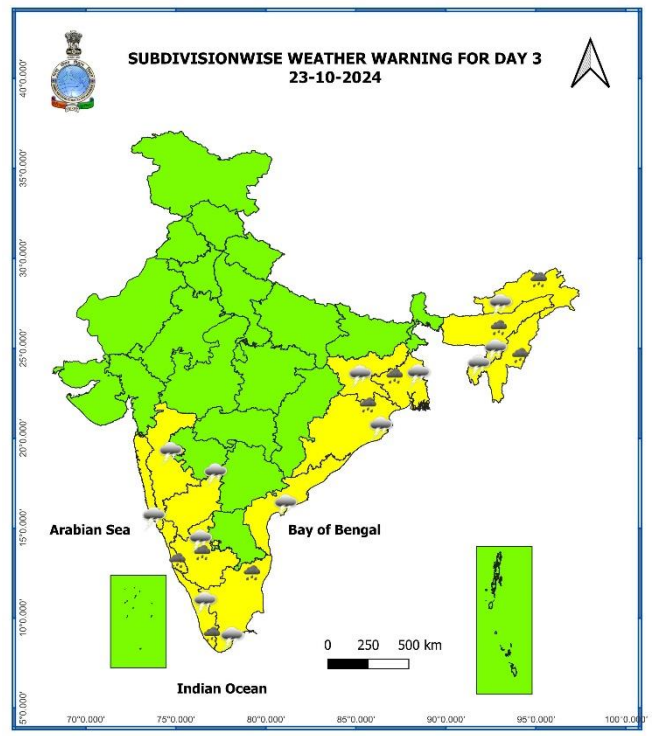 SUBDIVISIONWISE WEATHER WARNING FOR DAY 3
23-10-2024
40°0.000'
35°0.000'
30°0.000'
25°0.000'
20°0.000'
15°0.000'
10°0.000'
5°0.000'
Arabian Sea
Bay of Bengal
0 250 500 km
Indian Ocean
70°0.000' 75°0.000' 80°0.000' 85°0.000' 90°0.000' 95°0.000' 100°0.000'